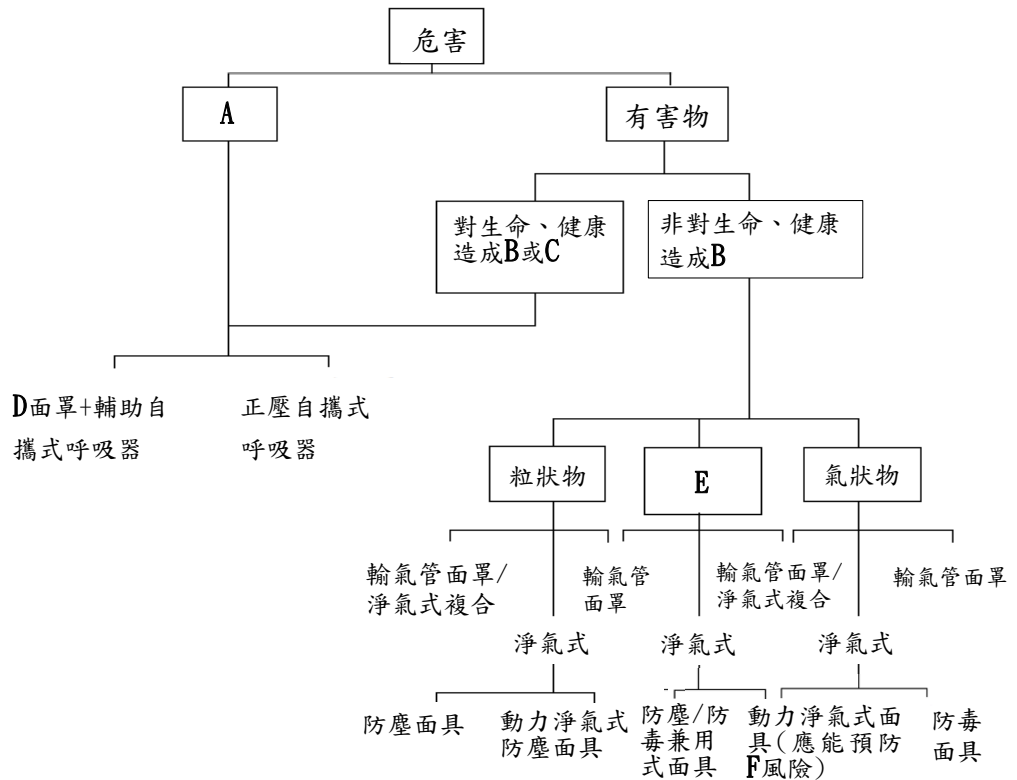 危害
A
有害物
對生命、健康
造成B或C
非對生命、健康
造成B
D面罩+輔助自
攜式呼吸器
正壓自攜式
呼吸器
粒狀物
E
氣狀物
輸氣管面罩/
淨氣式複合
輸氣管
面罩
輸氣管面罩/
淨氣式複合
輸氣管面罩
淨氣式
淨氣式
淨氣式
防塵面具
動力淨氣式
防塵面具
防塵/防
毒兼用
式面具
動力淨氣式面
具(應能預防
F風險)
防毒
面具